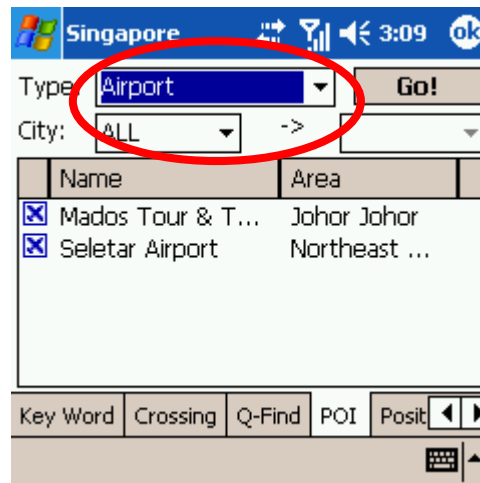 Singapore 3:09 ok
Type: Airport Go!
City: ALL ->
Name Area
Mados Tour & T... Johor Johor
Seletar Airport Northeast ...
Key Word Crossing Q-Find POI Posit